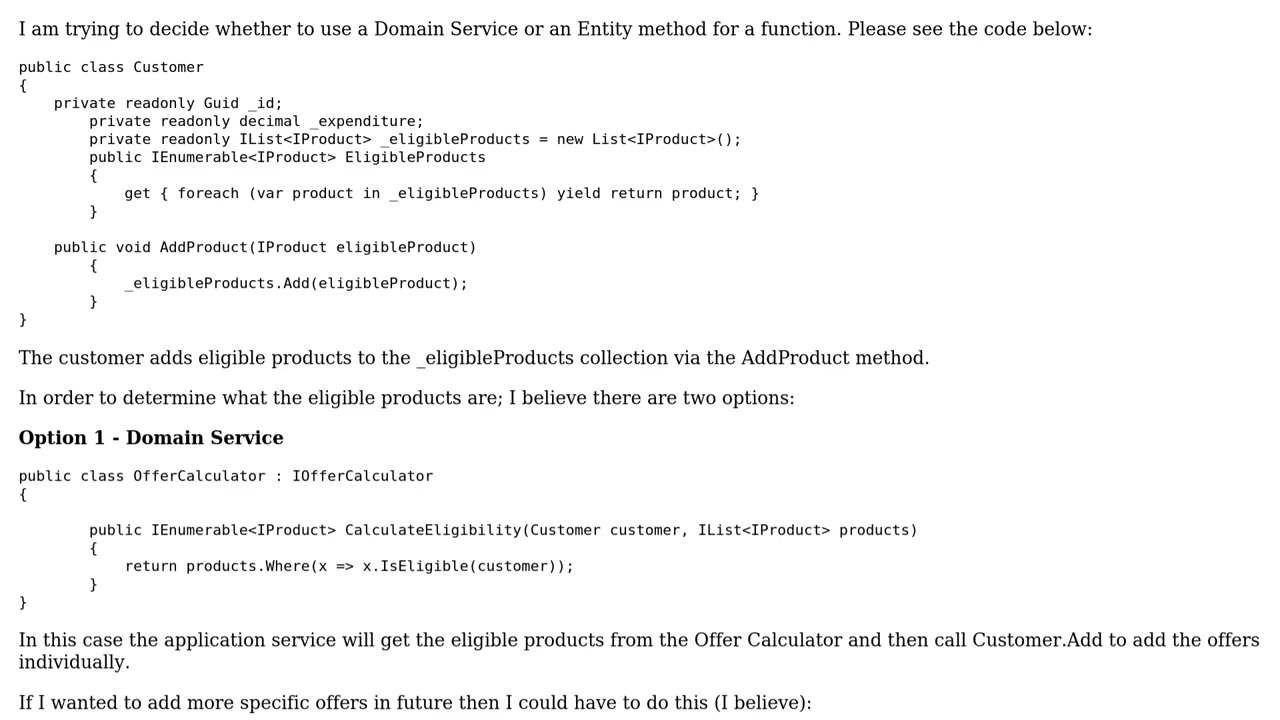 I am trying to decide whether to use a Domain Service or an Entity method for a function. Please see the code below:
public class Customer
{
    private readonly Guid _id;
        private readonly decimal _expenditure;
        private readonly IList<IProduct> _eligibleProducts = new List<IProduct>();
        public IEnumerable<IProduct> EligibleProducts
        {
            get { foreach (var product in _eligibleProducts) yield return product; }
        }

    public void AddProduct(IProduct eligibleProduct)
        {
            _eligibleProducts.Add(eligibleProduct);
        }
}
The customer adds eligible products to the _eligibleProducts collection via the AddProduct method.
In order to determine what the eligible products are; I believe there are two options:
Option 1 - Domain Service
public class OfferCalculator : IOfferCalculator
{

        public IEnumerable<IProduct> CalculateEligibility(Customer customer, IList<IProduct> products)
        {
            return products.Where(x => x.IsEligible(customer));
        }
}
In this case the application service will get the eligible products from the Offer Calculator and then call Customer.Add to add the offers
individually.
If I wanted to add more specific offers in future then I could have to do this (I believe):